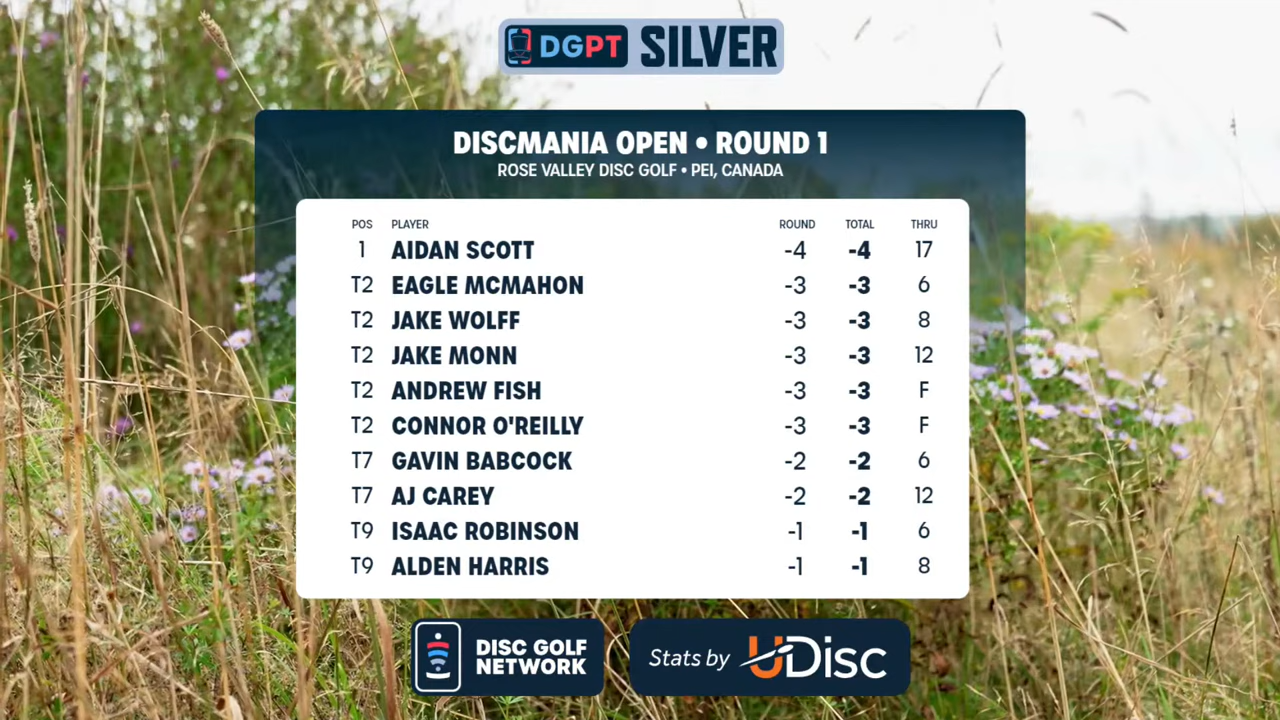 DGPT SILVER
DISCMANIA OPEN • ROUND 1
ROSE VALLEY DISC GOLF • PEI, CANADA
POS PLAYER ROUND TOTAL THRU
1 AIDAN SCOTT -4 -4 17
T2 EAGLE MCMAHON -3 -3 6
T2 JAKE WOLFF -3 -3 8
T2 JAKE MONN -3 -3 12
T2 ANDREW FISH -3 -3 F
T2 CONNOR O'REILLY -3 -3 F
T7 GAVIN BABCOCK -2 -2 6
T7 AJ CAREY -2 -2 12
T9 ISAAC ROBINSON -1 -1 6
T9 ALDEN HARRIS -1 -1 8
DISC GOLF
NETWORK
Stats by UDisc